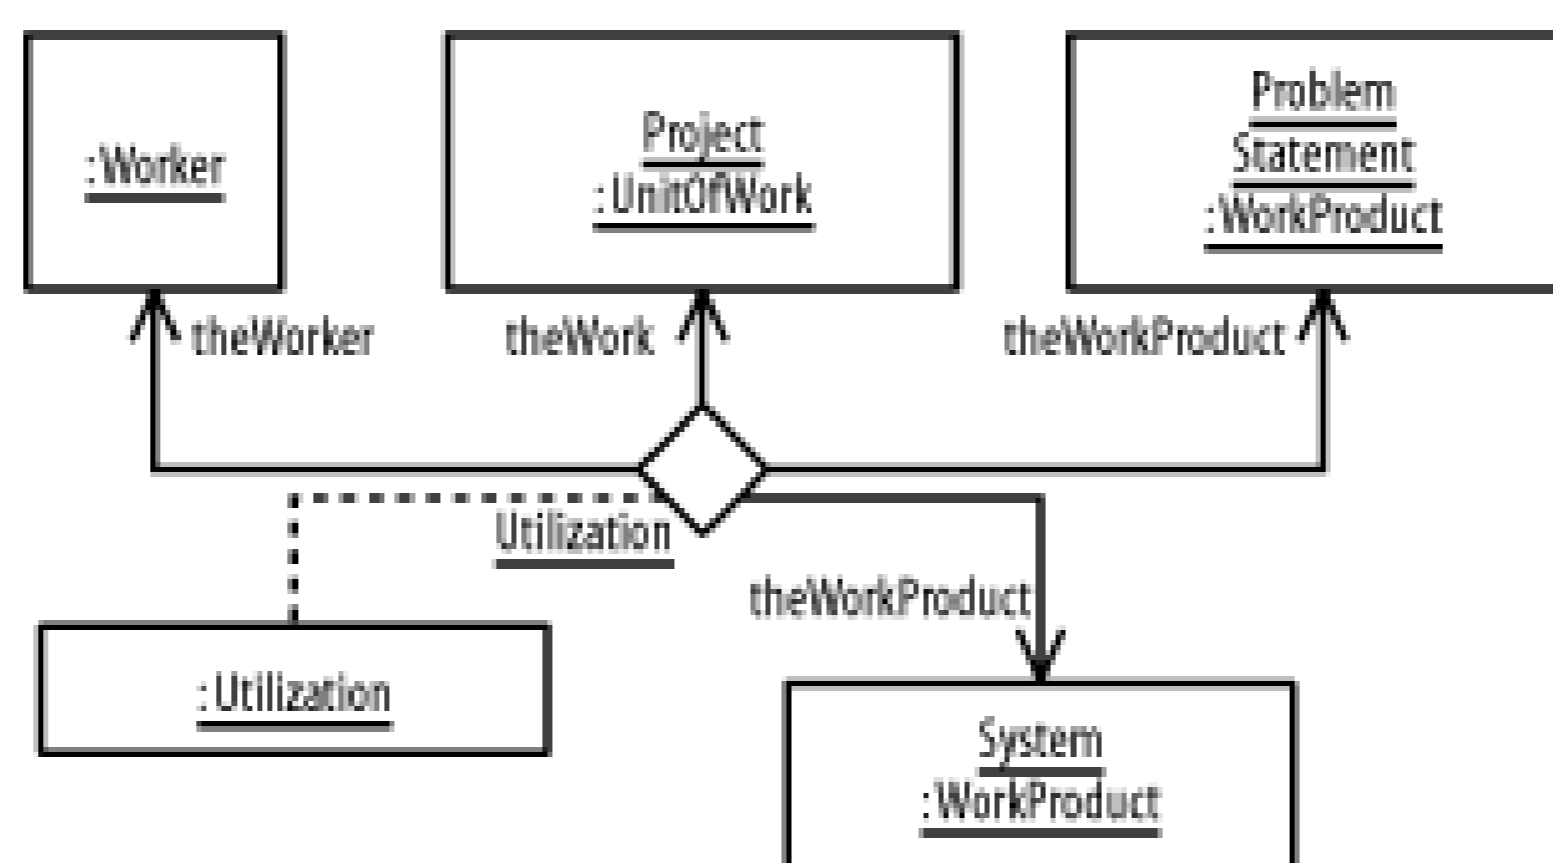 :Worker
Project
:UnitOfWork
Problem
Statement
:WorkProduct
theWorker
theWork
theWorkProduct
Utilization
theWorkProduct
:Utilization
System
:WorkProduct